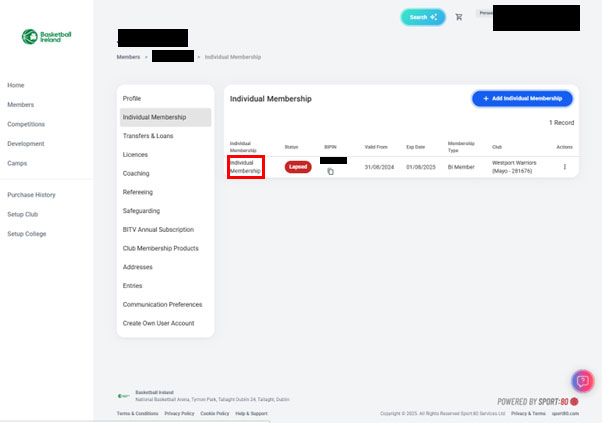 Search
Person
Basketball
Ireland
Members > > Individual Membership
Home
Members
Competitions
Development
Camps
Purchase History
Setup Club
Setup College
Profile
Individual Membership
Transfers & Loans
Licences
Coaching
Refereeing
Safeguarding
BITV Annual Subscription
Club Membership Products
Addresses
Entries
Communication Preferences
Create Own User Account
Individual Membership
+ Add Individual Membership
1 Record
Individual
Membership
Status
BIPIN
Valid From
Exp Date
Membership
Type
Club
Actions
Individual
Membership
Lapsed
31/08/2024
01/08/2025
BI Member
Westport Warriors
(Mayo - 281676)
Basketball Ireland
National Basketball Arena, Tymon Park, Tallaght Dublin 24, Tallaght, Dublin
POWERED BY SPORT:80
Terms & Conditions Privacy Policy Cookie Policy Help & Support
Copyright © 2025. All Rights Reserved Sport:80 Services Ltd. Privacy & Terms sport80.com